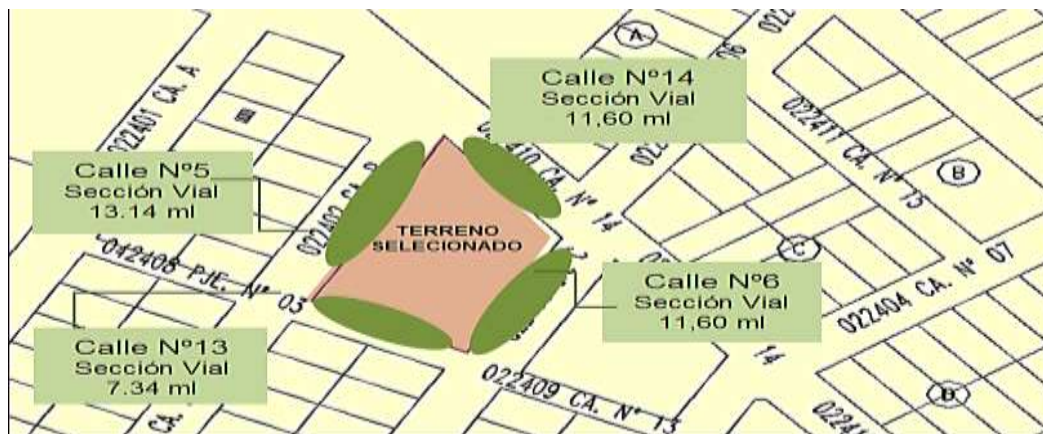 022401 CA. A
A
Calle Nº14
Sección Vial
11,60 ml
022411 CA. Nº 15
B
Calle Nº5
Sección Vial
13.14 ml
CA. Nº 14
TERRENO
SELECIONADO
042408 PJE. Nº 03
C
Calle Nº6
Sección Vial
11,60 ml
022404 CA. Nº 07
Calle Nº13
Sección Vial
7.34 ml
14
022409 CA. Nº 13
D
CA.